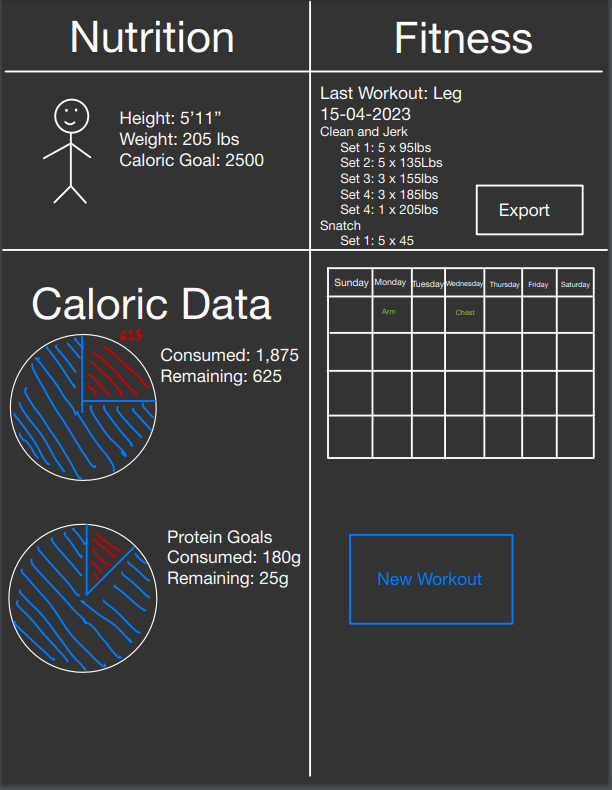 Nutrition
Height: 5’11”
Weight: 205 lbs
Caloric Goal: 2500
Caloric Data
625
Consumed: 1,875
Remaining: 625
Protein Goals
Consumed: 180g
Remaining: 25g
Fitness
Last Workout: Leg
15-04-2023
Clean and Jerk
Set 1: 5 x 95lbs
Set 2: 5 x 135Lbs
Set 3: 3 x 155lbs
Set 4: 3 x 185lbs
Set 4: 1 x 205lbs
Snatch
Set 1: 5 x 45
Export
Sunday Monday Tuesday Wednesday Thursday Friday Saturday
Arm Chest
New Workout